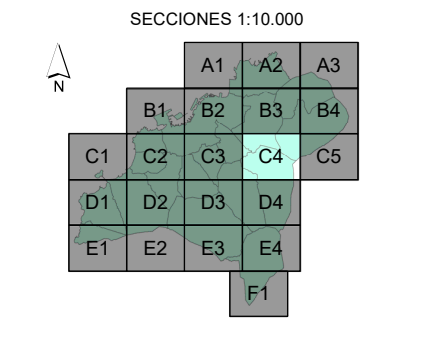 SECCIONES 1:10.000
N
A1 A2 A3
B1 B2 B3 B4
C1 C2 C3 C4 C5
D1 D2 D3 D4
E1 E2 E3 E4
F1